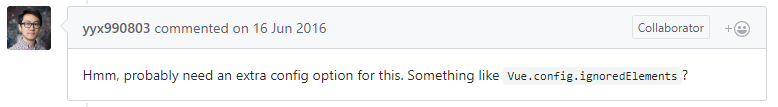 yyx990803 commented on 16 Jun 2016 Collaborator
Hmm, probably need an extra config option for this. Something like Vue.config.ignoredElements ?